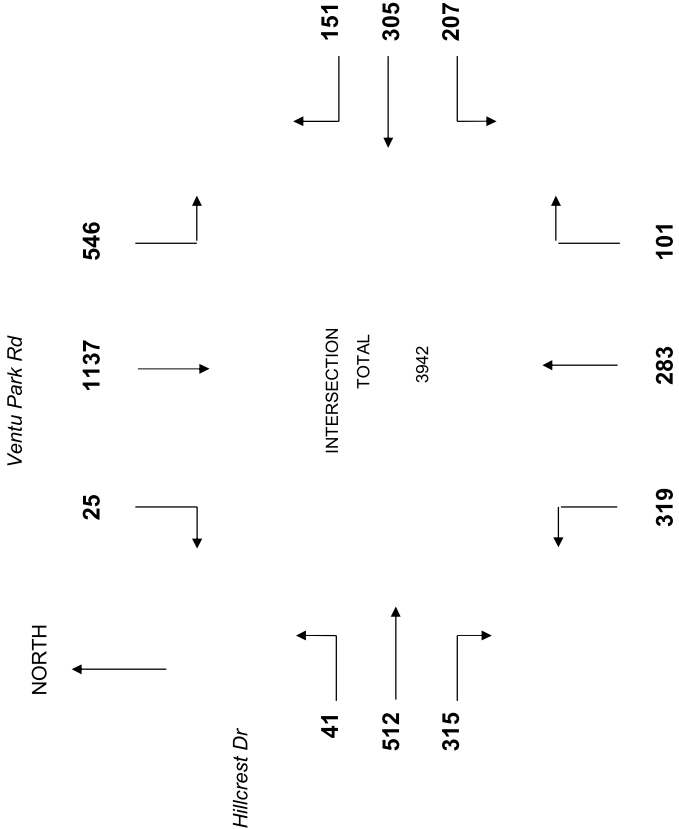 Ventu Park Rd
NORTH
25
1137
546
Hillcrest Dr
41
INTERSECTION
151
TOTAL
512
305
3942
315
207
319
283
101